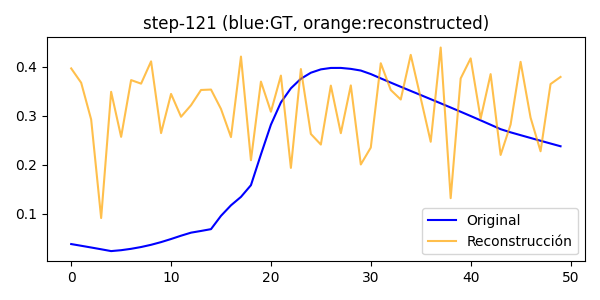 step-121 (blue:GT, orange:reconstructed)
0.4
0.3
0.2
0.1
Original
Reconstrucción
0 10 20 30 40 50